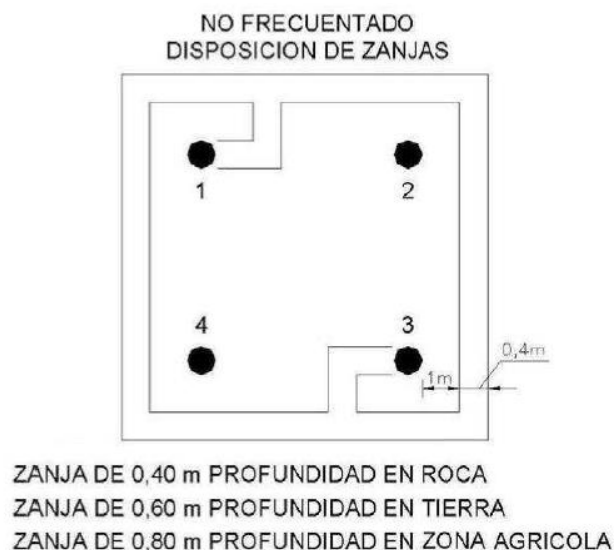 NO FRECUENTADO
DISPOSICION DE ZANJAS
1
2
4
3
0,4m
1m
ZANJA DE 0,40 m PROFUNDIDAD EN ROCA
ZANJA DE 0,60 m PROFUNDIDAD EN TIERRA
ZANJA DE 0,80 m PROFUNDIDAD EN ZONA AGRICOLA